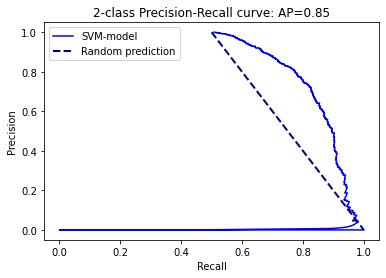 2-class Precision-Recall curve: AP=0.85
SVM-model
Random prediction
Precision
1.0
0.8
0.6
0.4
0.2
0.0
0.0 0.2 0.4 0.6 0.8 1.0
Recall